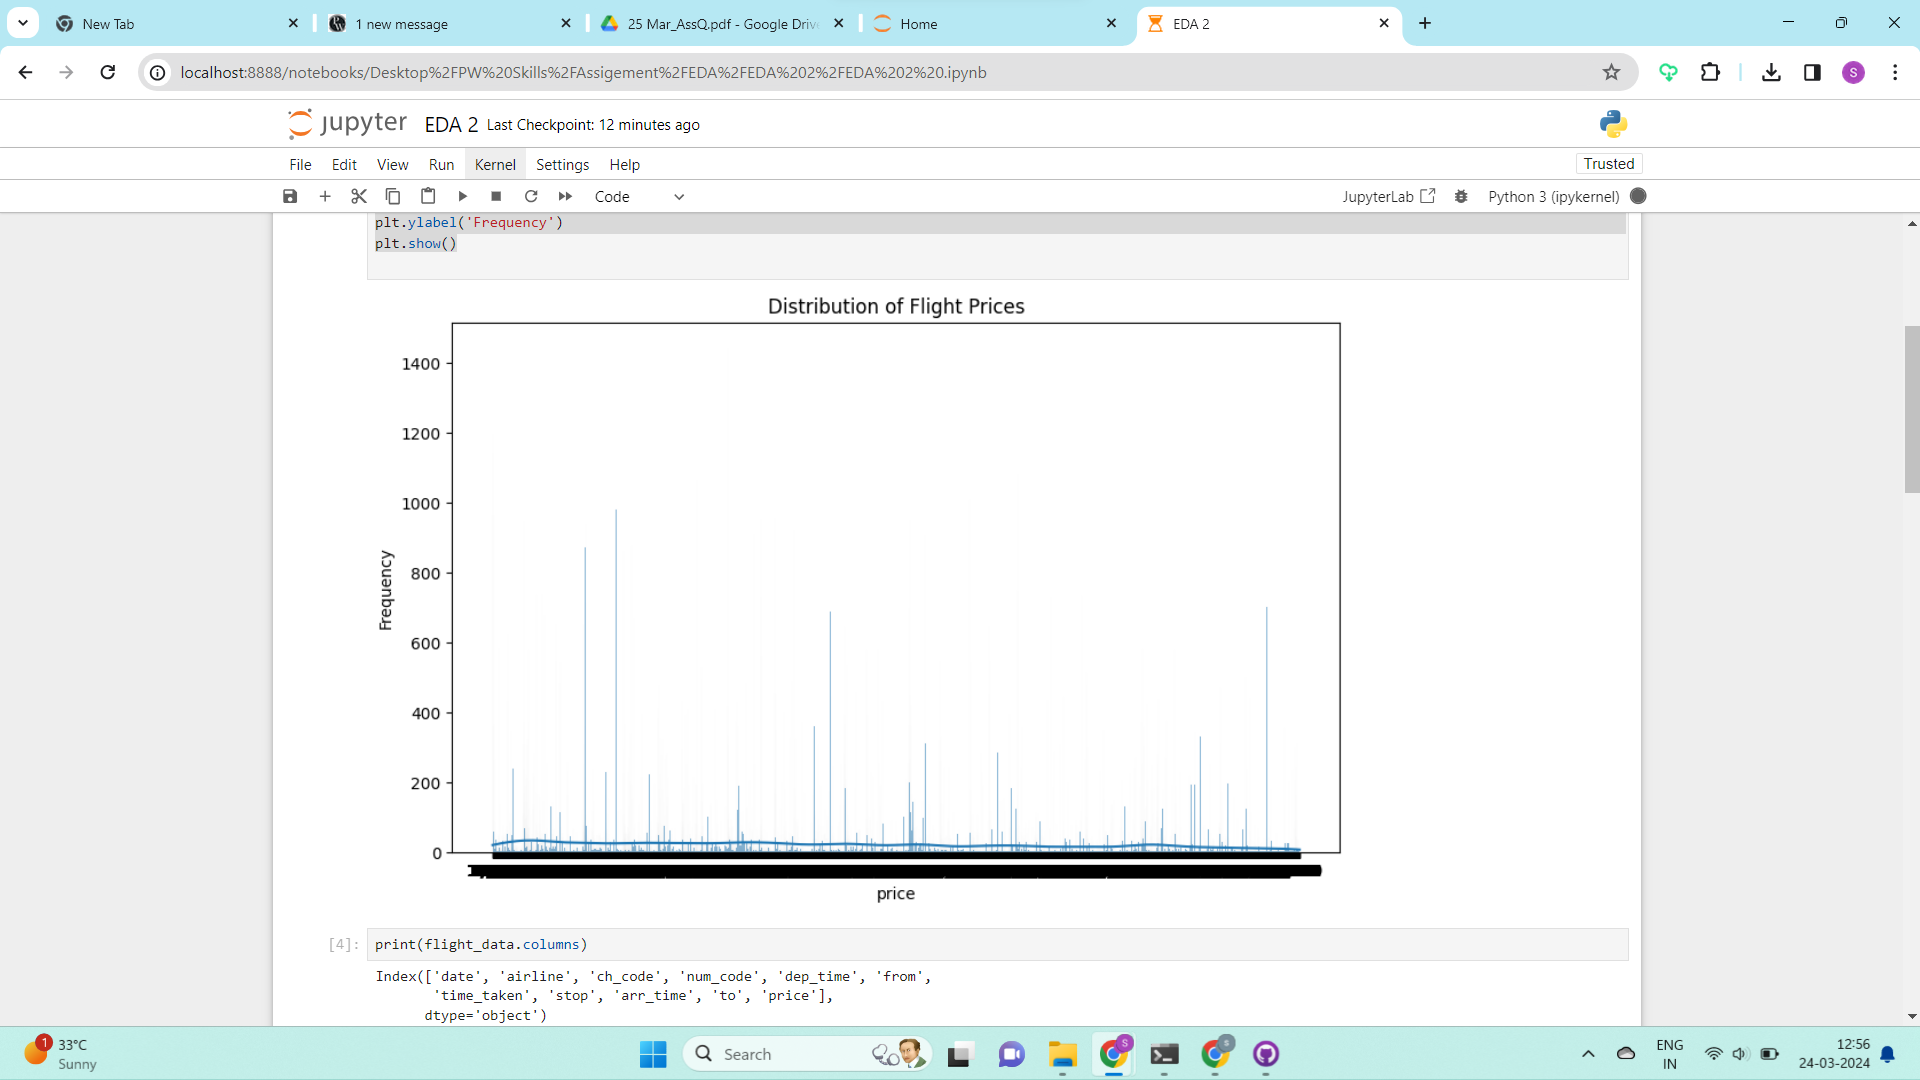 New Tab
1 new message
25 Mar_AssQ.pdf - Google Driv
Home
EDA 2
localhost:8888/notebooks/Desktop%2FPW%20Skills%2FAssigement%2FEDA%2FEDA%202%2FEDA%202%20.ipynb
S
jupyter EDA 2 Last Checkpoint: 12 minutes ago
File Edit View Run Kernel Settings Help
Trusted
Code
JupyterLab
Python 3 (ipykernel)
plt.ylabel('Frequency')
plt.show()
Distribution of Flight Prices
1400
1200
1000
800
600
400
200
0
Frequency
price
[4]:
print(flight_data.columns)
Index(['date', 'airline', 'ch_code', 'num_code', 'dep_time', 'from',
'time_taken', 'stop', 'arr_time', 'to', 'price'],
dtype='object')
1
33°C
Sunny
Search
S
S
ENG
IN
12:56
24-03-2024